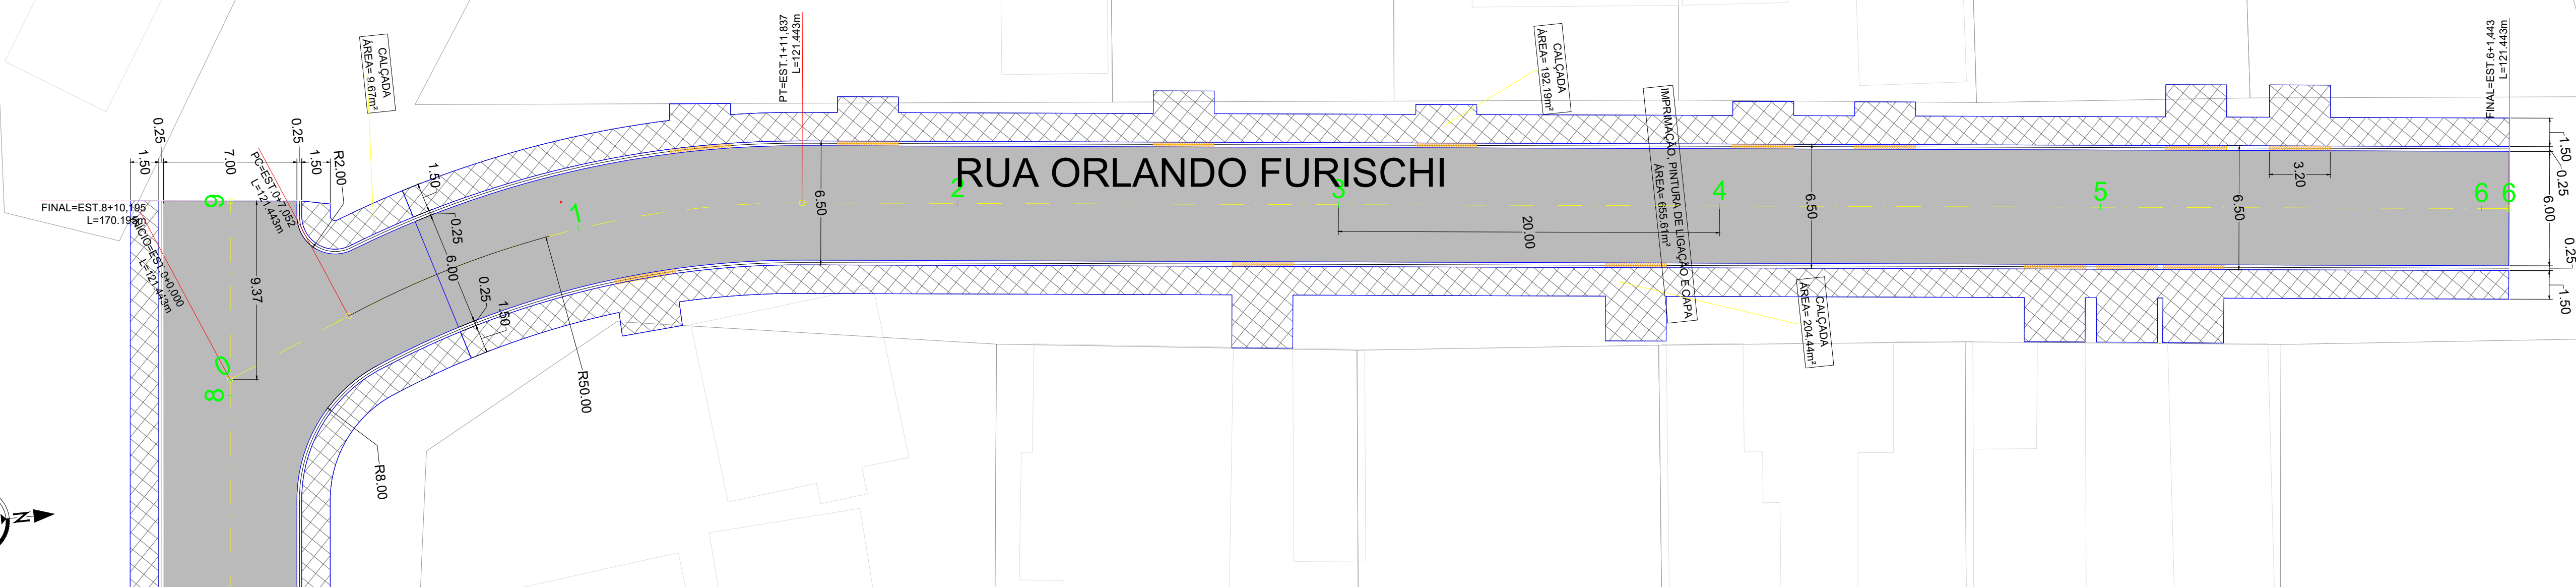 CALÇADA
ÁREA= 9.67m²
PT=EST.1+11,837
L=121.443m
CALÇADA
ÁREA= 192.19m²
IMPRIMAÇÃO, PINTURA DE LIGAÇÃO E CAPA
ÁREA= 655.61m²
FINAL=EST.6+1,443
L=121.443m
0.25
1.50
7.00
0.25
1.50
R2.00
PC=EST.0+7,052
L=121.443m
1.50
0.25
6.00
0.25
1.50
RUA ORLANDO FURISCHI
6.50
6.50
6.50
3.20
1.50
0.25
6.00
0.25
1.50
9
1
2
3
4
5
6
6
20.00
FINAL=EST.8+10,195
L=170.195m
INÍCIO=EST.0+0,000
L=121.443m
9.37
0
8
R50.00
R8.00
CALÇADA
ÁREA= 204.44m²
N